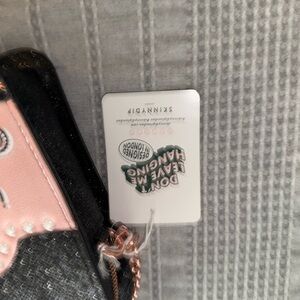 DON'T
LEAVE ME
HANGING
DESIGNED
IN LONDON
SKINNYDIP